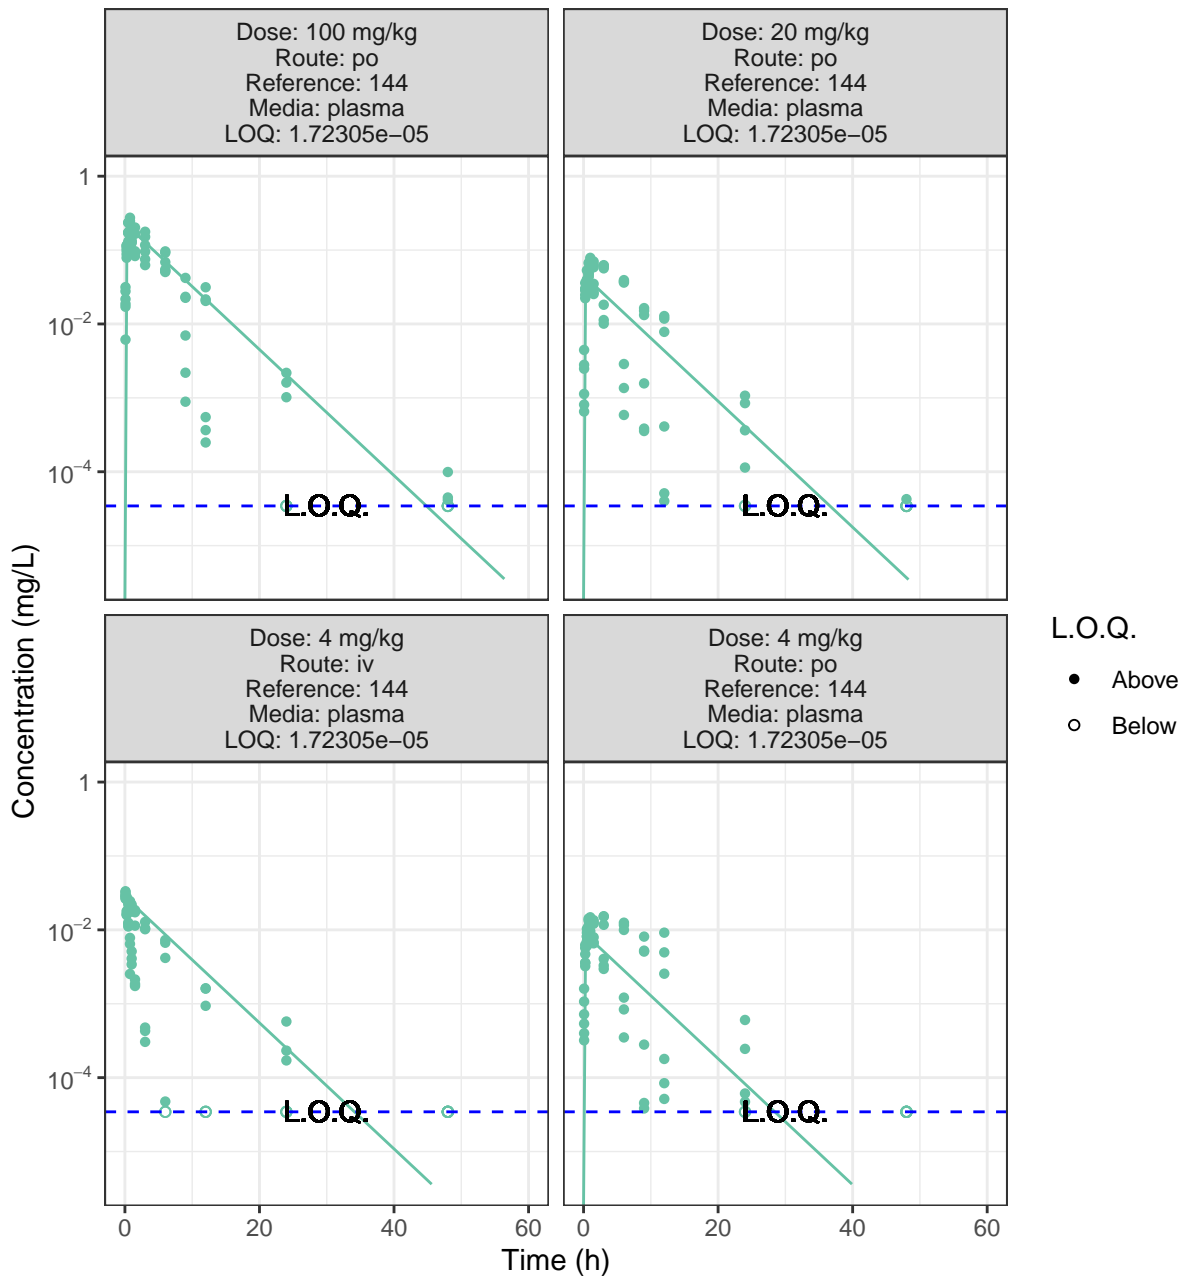 Dose: 100 mg/kg
Route: po
Reference: 144
Media: plasma
LOQ: 1.72305e−05
Dose: 20 mg/kg
Route: po
Reference: 144
Media: plasma
LOQ: 1.72305e−05
1
10⁻²
10⁻⁴
L.O.Q.
L.O.Q.
Dose: 4 mg/kg
Route: iv
Reference: 144
Media: plasma
LOQ: 1.72305e−05
Dose: 4 mg/kg
Route: po
Reference: 144
Media: plasma
LOQ: 1.72305e−05
1
10⁻²
10⁻⁴
L.O.Q.
L.O.Q.
0 20 40 60
0 20 40 60
Time (h)
Concentration (mg/L)
L.O.Q.
Above
Below